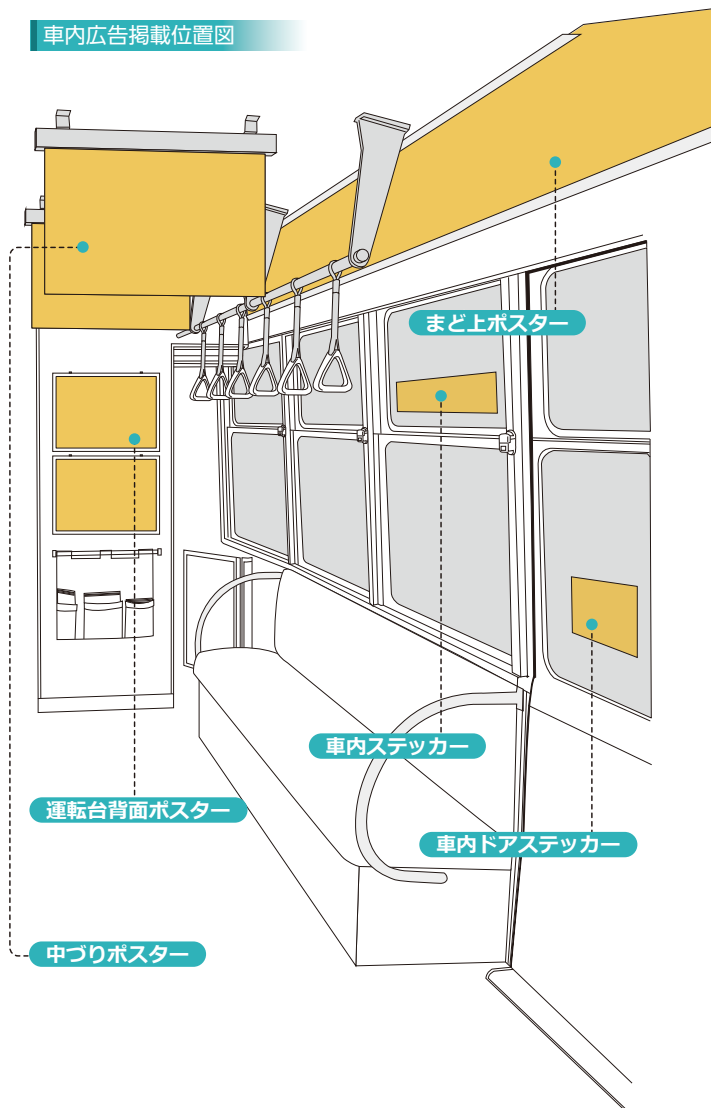 車内広告掲載位置図
まど上ポスター
車内ステッカー
運転台背面ポスター
車内ドアステッカー
中づりポスター